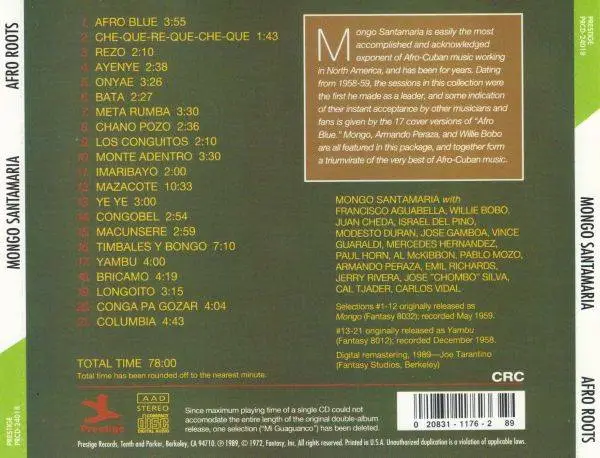 AFRO ROOTS
MONGO SANTAMARIA
PRESTIGE
PRCD-24018
1. AFRO BLUE 3:55
2. CHE-QUE-RE-QUE-CHE-QUE 1:43
3. REZO 2:10
4. AYENYE 2:38
5. ONYAE 3:26
6. BATA 2:27
7. META RUMBA 3:30
8. CHANO POZO 2:36
9. LOS CONGUITOS 2:10
10. MONTE ADENTRO 3:30
11. IMARIBAYO 2:00
12. MAZACOTE 10:33
13. YE YE 3:00
14. CONGOBEL 2:54
15. MACUNSERE 2:59
16. TIMBALES Y BONGO 7:10
17. YAMBU 4:00
18. BRICAMO 4:19
19. LONGOITO 3:15
20. CONGA PA GOZAR 4:04
21. COLUMBIA 4:43
TOTAL TIME 78:00
Total time has been rounded off to the nearest minute.
Mongo Santamaria is easily the most
accomplished and acknowledged
exponent of Afro-Cuban music working
in North America, and has been for years. Dating
from 1958-59, the sessions in this collection were
the first he made as a leader, and some indication
of their instant acceptance by other musicians and
fans is given by the 17 cover versions of "Afro
Blue." Mongo, Armando Peraza, and Willie Bobo
are all featured in this package, and together form
a triumvirate of the very best of Afro-Cuban music.
MONGO SANTAMARIA with
FRANCISCO AGUABELLA, WILLIE BOBO,
JUAN CHEDA, ISRAEL DEL PINO,
MODESTO DURAN, JOSE GAMBOA, VINCE
GUARALDI, MERCEDES HERNANDEZ,
PAUL HORN, AL McKIBBON, PABLO MOZO,
ARMANDO PERAZA, EMIL RICHARDS,
JERRY RIVERA, JOSE "CHOMBO" SILVA,
CAL TJADER, CARLOS VIDAL
Selections #1-12 originally released as
Mongo (Fantasy 8032); recorded May 1959.
#13-21 originally released as Yambu
(Fantasy 8012); recorded December 1958.
Digital remastering, 1989—Joe Tarantino
(Fantasy Studios, Berkeley)
CRC
Prestige
AAD
STEREO
COMPACT
disc
DIGITAL AUDIO
Since maximum playing time of a single CD could not
accomodate the entire length of the original double-album
release, one selection ("Mi Guaguanco") has been deleted.
0 20831-1176-2 89
Prestige Records, Tenth and Parker, Berkeley, CA 94710. ℗ 1989, © 1972, Fantasy, Inc. All rights reserved. Printed in U.S.A. Unauthorized duplication is a violation of applicable laws.
PRESTIGE
PRCD-24018
MONGO SANTAMARIA
AFRO ROOTS